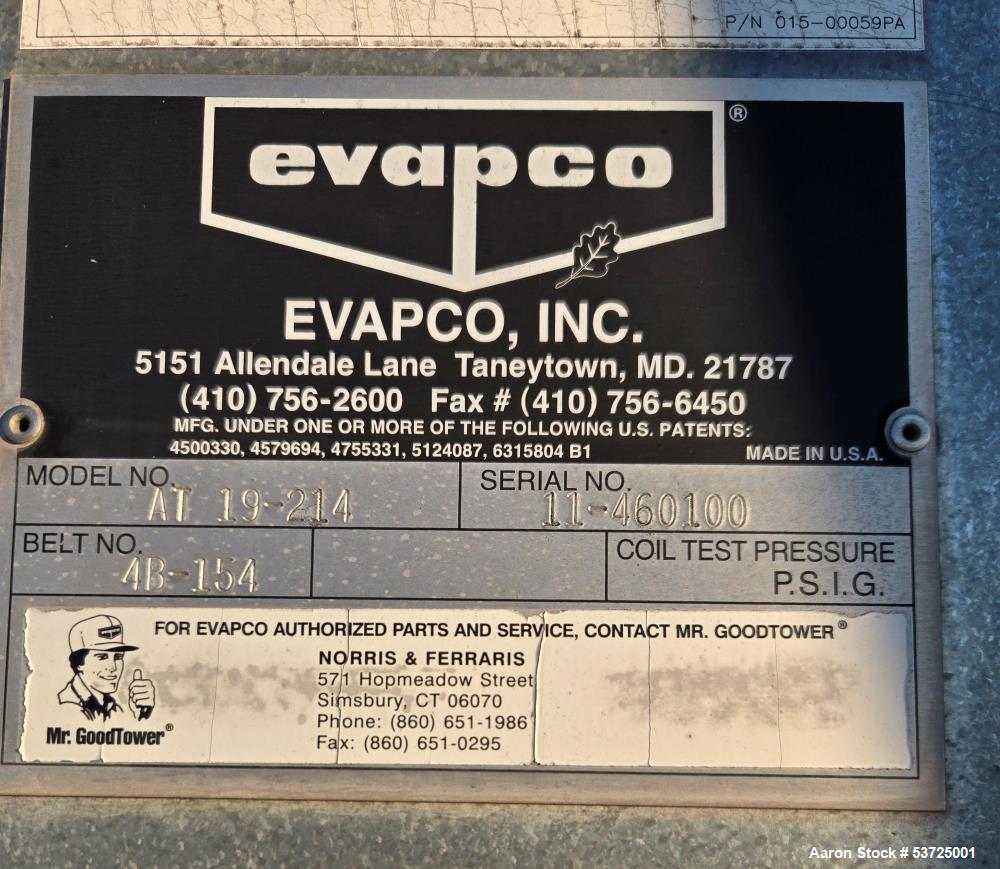 P/N 015-00059PA
evapco®
EVAPCO, INC.
5151 Allendale Lane Taneytown, MD. 21787
(410) 756-2600 Fax # (410) 756-6450
MFG. UNDER ONE OR MORE OF THE FOLLOWING U.S. PATENTS:
4500330, 4579694, 4755331, 5124087, 6315804 B1 MADE IN U.S.A.
MODEL NO. SERIAL NO.
AT 19-214 11-460100
BELT NO. COIL TEST PRESSURE
4B-154 P.S.I.G.
FOR EVAPCO AUTHORIZED PARTS AND SERVICE, CONTACT MR. GOODTOWER®
NORRIS & FERRARIS
571 Hopmeadow Street
Simsbury, CT 06070
Phone: (860) 651-1986
Fax: (860) 651-0295
Mr. GoodTower®
Aaron Stock # 53725001